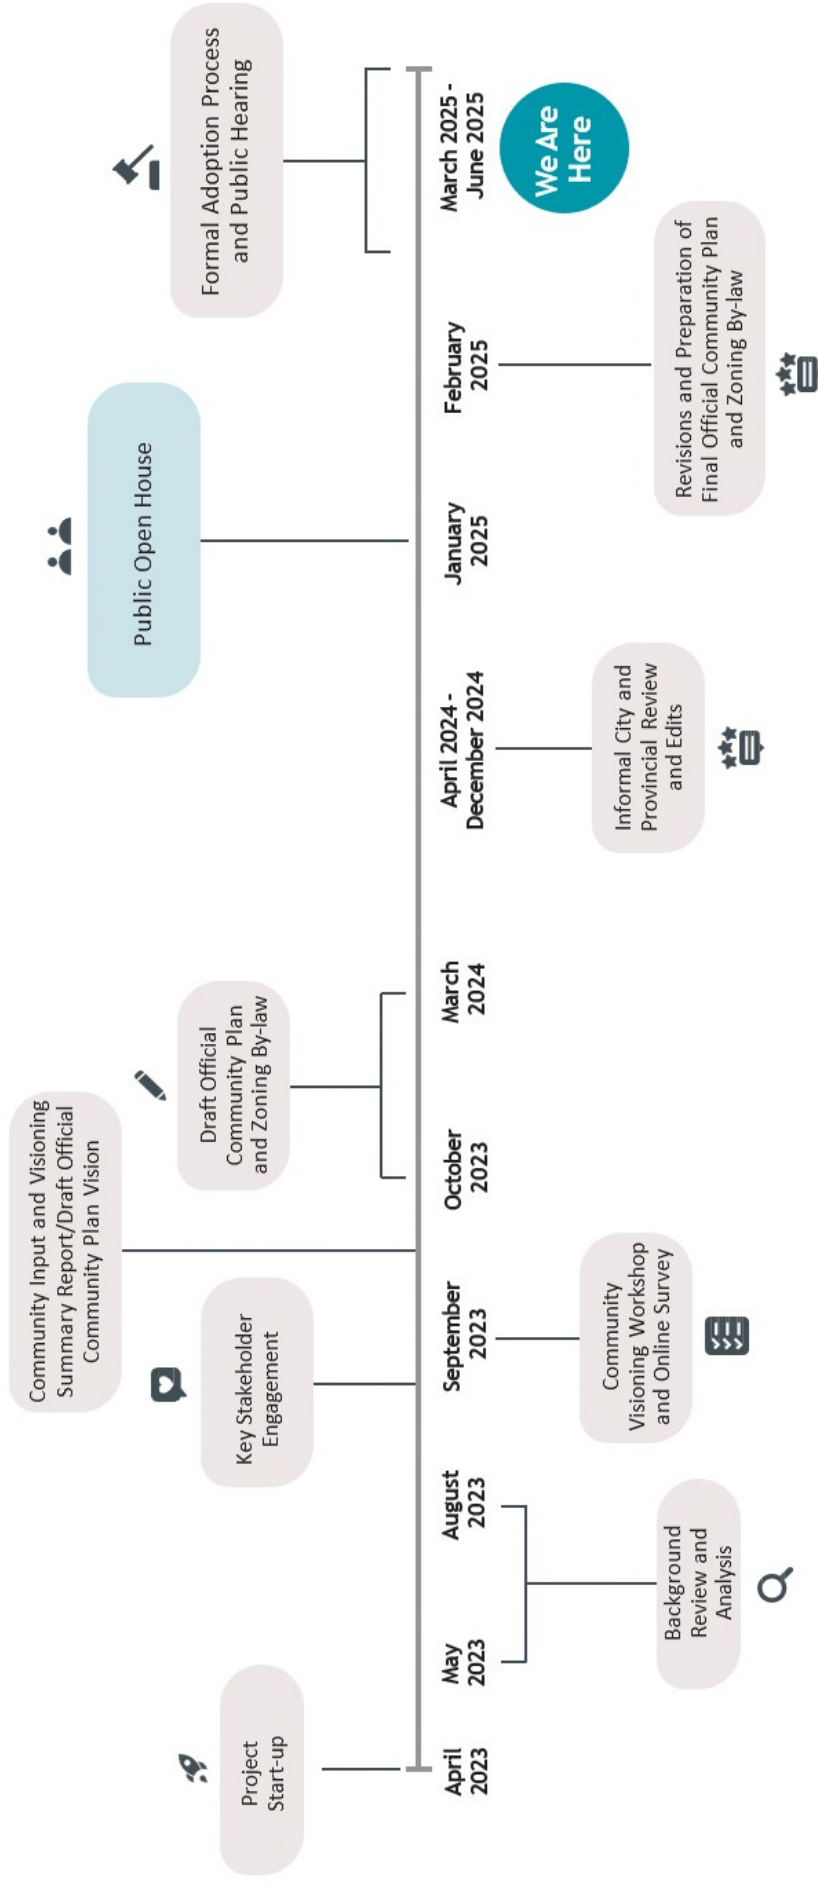 Project
Start-up
April
2023
May
2023
August
2023
Background
Review and
Analysis
Key Stakeholder
Engagement
September
2023
Community
Visioning Workshop
and Online Survey
Community Input and Visioning
Summary Report/Draft Official
Community Plan Vision
Draft Official
Community Plan
and Zoning By-law
October
2023
March
2024
April 2024 -
December 2024
Informal City and
Provincial Review
and Edits
Public Open House
January
2025
February
2025
Revisions and Preparation of
Final Official Community Plan
and Zoning By-law
Formal Adoption Process
and Public Hearing
March 2025 -
June 2025
We Are
Here